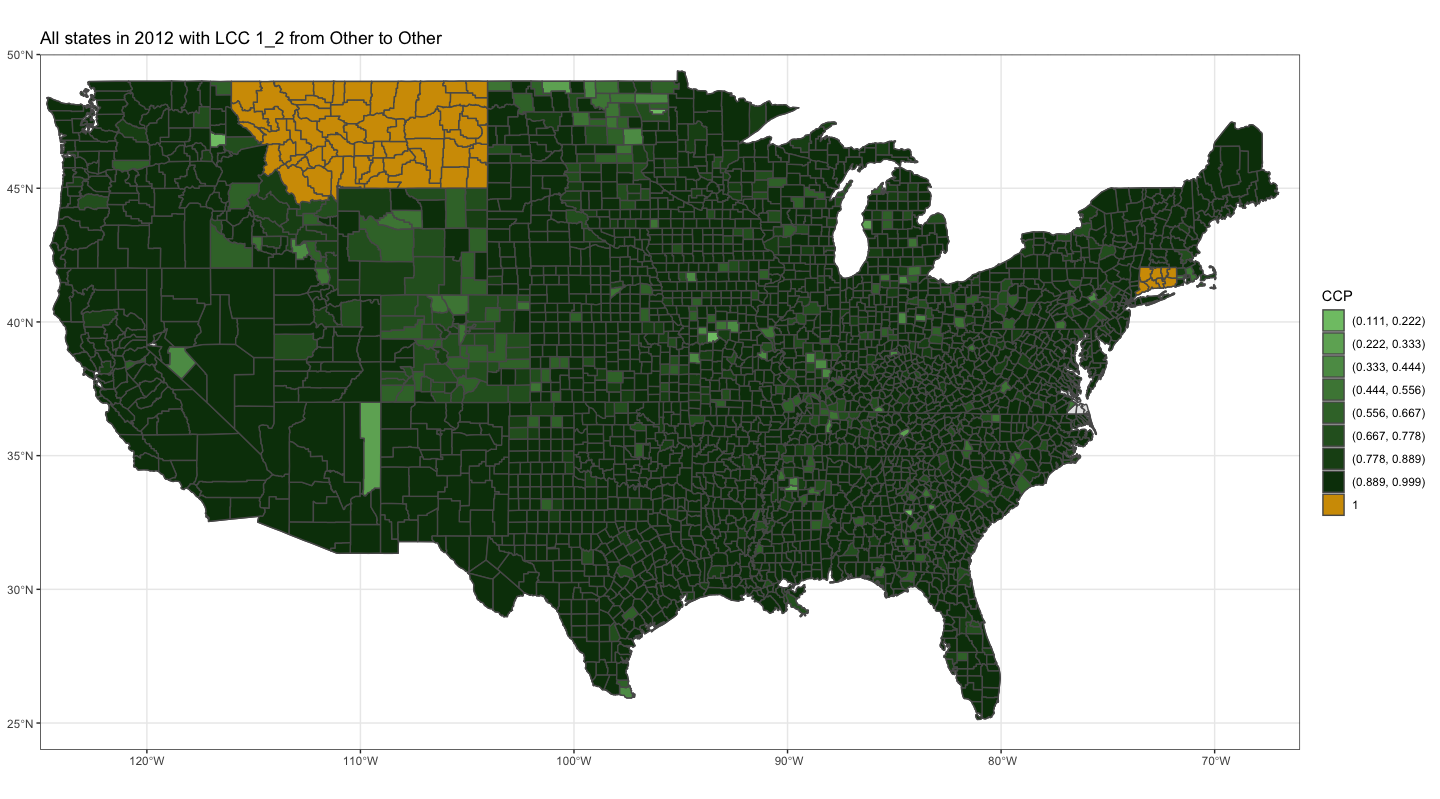 All states in 2012 with LCC 1_2 from Other to Other
50°N
45°N
40°N
35°N
30°N
25°N
120°W
110°W
100°W
90°W
80°W
70°W
CCP
(0.111, 0.222)
(0.222, 0.333)
(0.333, 0.444)
(0.444, 0.556)
(0.556, 0.667)
(0.667, 0.778)
(0.778, 0.889)
(0.889, 0.999)
1